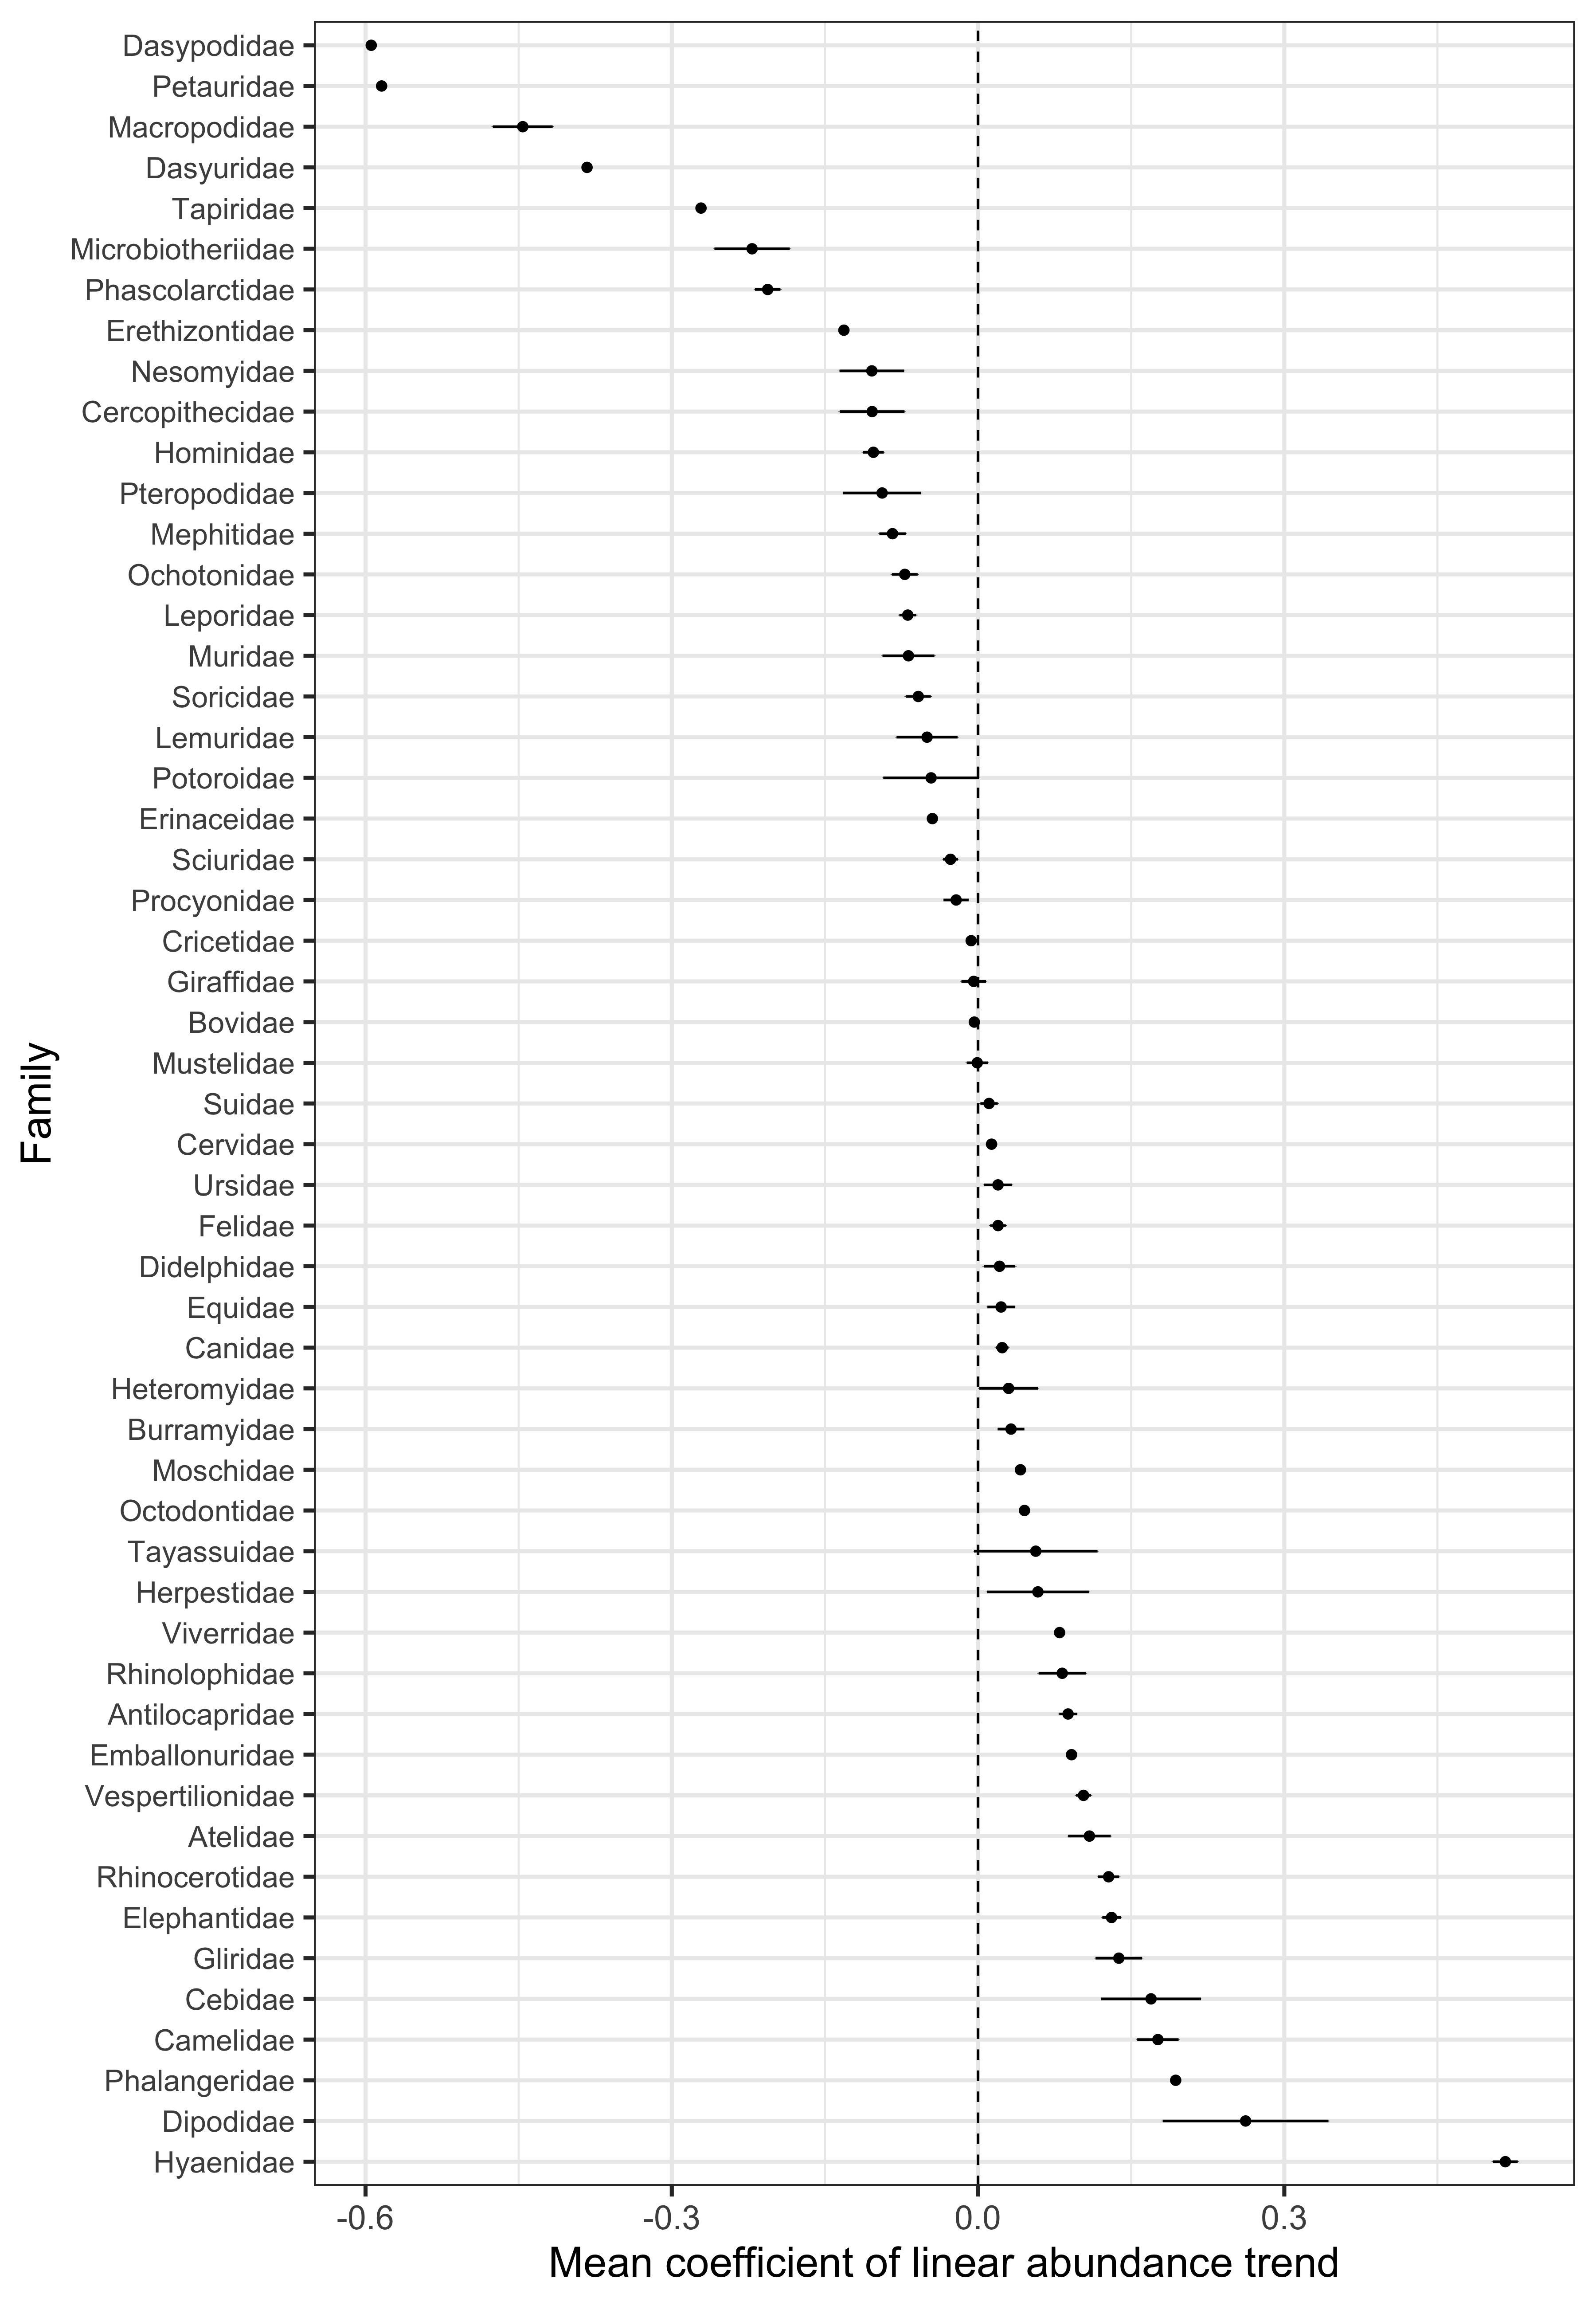 Family
Dasypodidae
Petauridae
Macropodidae
Dasyuridae
Tapiridae
Microbiotheriidae
Phascolarctidae
Erethizontidae
Nesomyidae
Cercopithecidae
Hominidae
Pteropodidae
Mephitidae
Ochotonidae
Leporidae
Muridae
Soricidae
Lemuridae
Potoroidae
Erinaceidae
Sciuridae
Procyonidae
Cricetidae
Giraffidae
Bovidae
Mustelidae
Suidae
Cervidae
Ursidae
Felidae
Didelphidae
Equidae
Canidae
Heteromyidae
Burramyidae
Moschidae
Octodontidae
Tayassuidae
Herpestidae
Viverridae
Rhinolophidae
Antilocapridae
Emballonuridae
Vespertilionidae
Atelidae
Rhinocerotidae
Elephantidae
Gliridae
Cebidae
Camelidae
Phalangeridae
Dipodidae
Hyaenidae
-0.6 -0.3 0.0 0.3
Mean coefficient of linear abundance trend